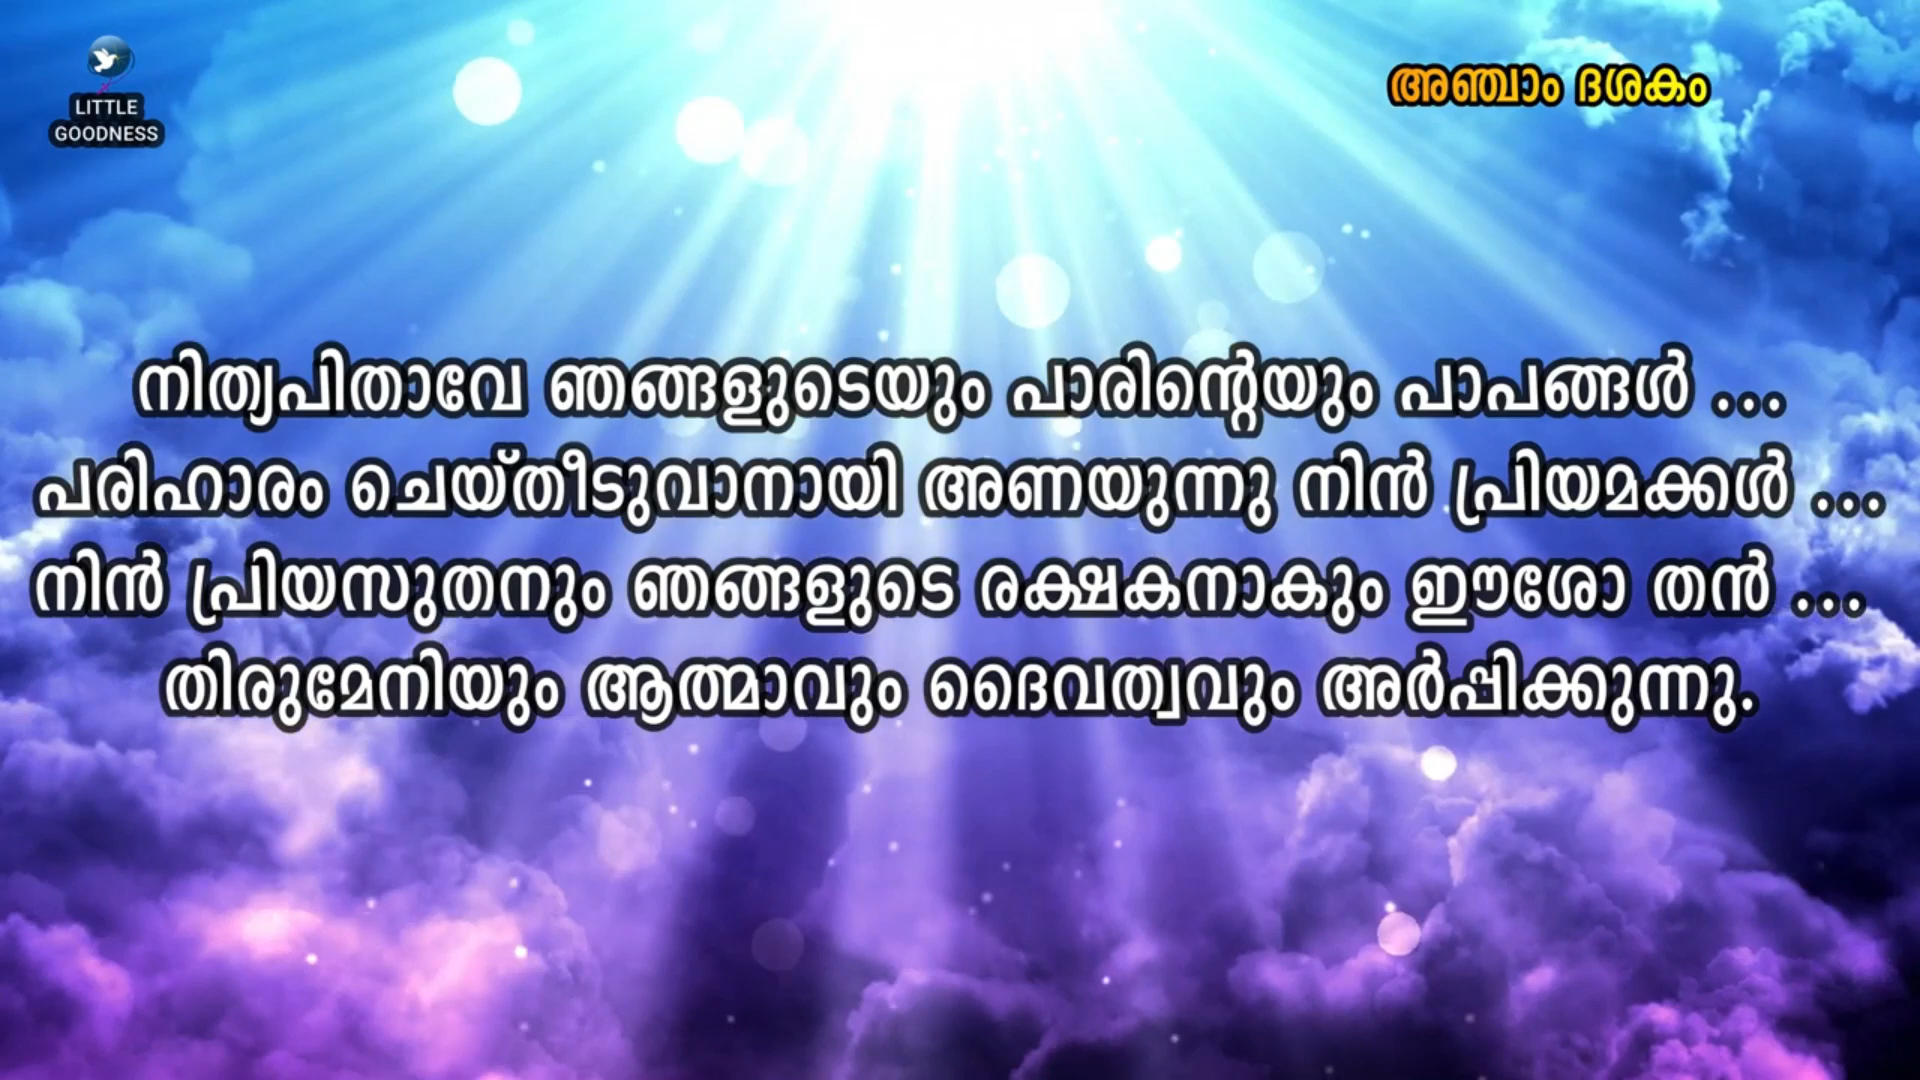 LITTLE
GOODNESS
അഞ്ചാം ദശകം
നിത്യപിതാവേ ഞങ്ങളുടെയും പാരിന്റെയും പാപങ്ങൾ ...
പരിഹാരം ചെയ്തീടുവാനായി അണയുന്നു നിൻ പ്രിയമക്കൾ ...
നിൻ പ്രിയസുതനും ഞങ്ങളുടെ രക്ഷകനാകും ഈശോ തൻ ...
തിരുമേനിയും ആത്മാവും ദൈവത്വവും അർപ്പിക്കുന്നു.